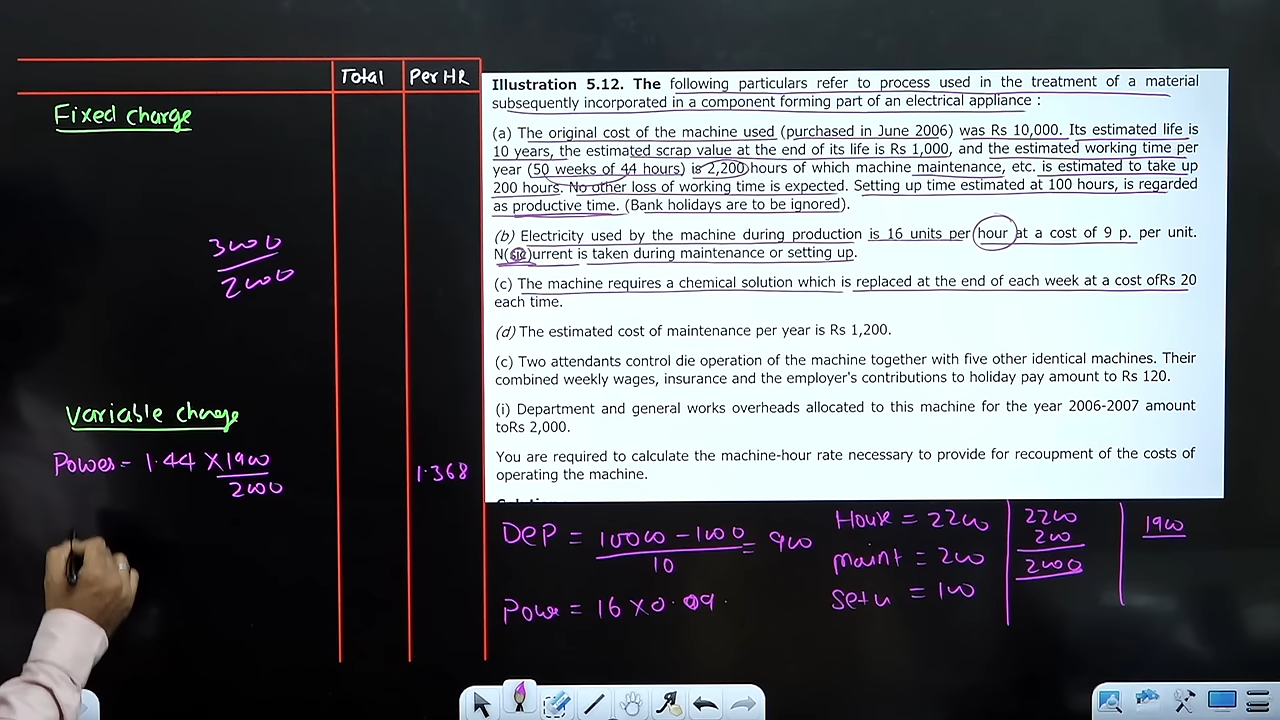 Total
Per HR
Fixed charge
3000
2000
Variable charge
Power = 1.44 × 1900
2000
1.368
Illustration 5.12. The following particulars refer to process used in the treatment of a material
subsequently incorporated in a component forming part of an electrical appliance :
(a) The original cost of the machine used (purchased in June 2006) was Rs 10,000. Its estimated life is
10 years, the estimated scrap value at the end of its life is Rs 1,000, and the estimated working time per
year (50 weeks of 44 hours) is 2,200 hours of which machine maintenance, etc. is estimated to take up
200 hours. No other loss of working time is expected. Setting up time estimated at 100 hours, is regarded
as productive time. (Bank holidays are to be ignored).
(b) Electricity used by the machine during production is 16 units per hour at a cost of 9 p. per unit.
N(sic)urrent is taken during maintenance or setting up.
(c) The machine requires a chemical solution which is replaced at the end of each week at a cost ofRs 20
each time.
(d) The estimated cost of maintenance per year is Rs 1,200.
(c) Two attendants control die operation of the machine together with five other identical machines. Their
combined weekly wages, insurance and the employer's contributions to holiday pay amount to Rs 120.
(i) Department and general works overheads allocated to this machine for the year 2006-2007 amount
toRs 2,000.
You are required to calculate the machine-hour rate necessary to provide for recoupment of the costs of
operating the machine.
Dep = 10000 - 1000 = 900
10
Powe = 16 × 0.09
Hours = 2200
maint = 200
setu = 100
2200
200
2000
1900